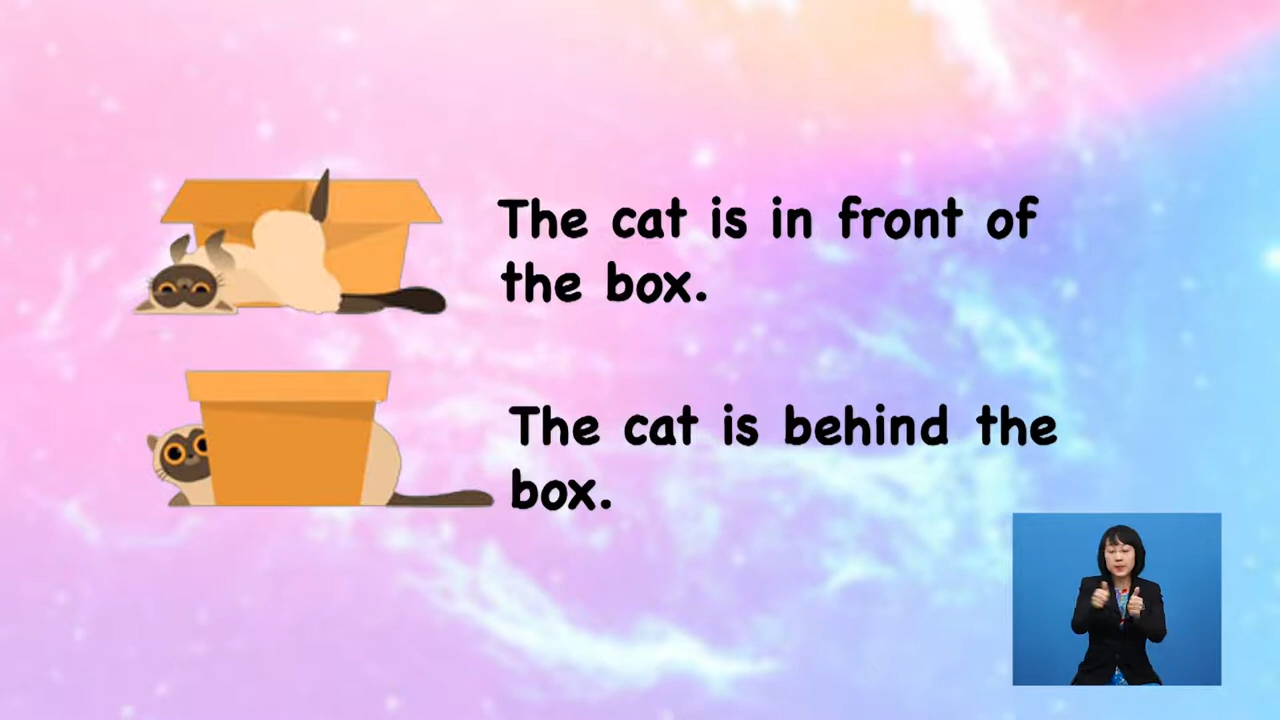 The cat is in front of
the box.
The cat is behind the
box.